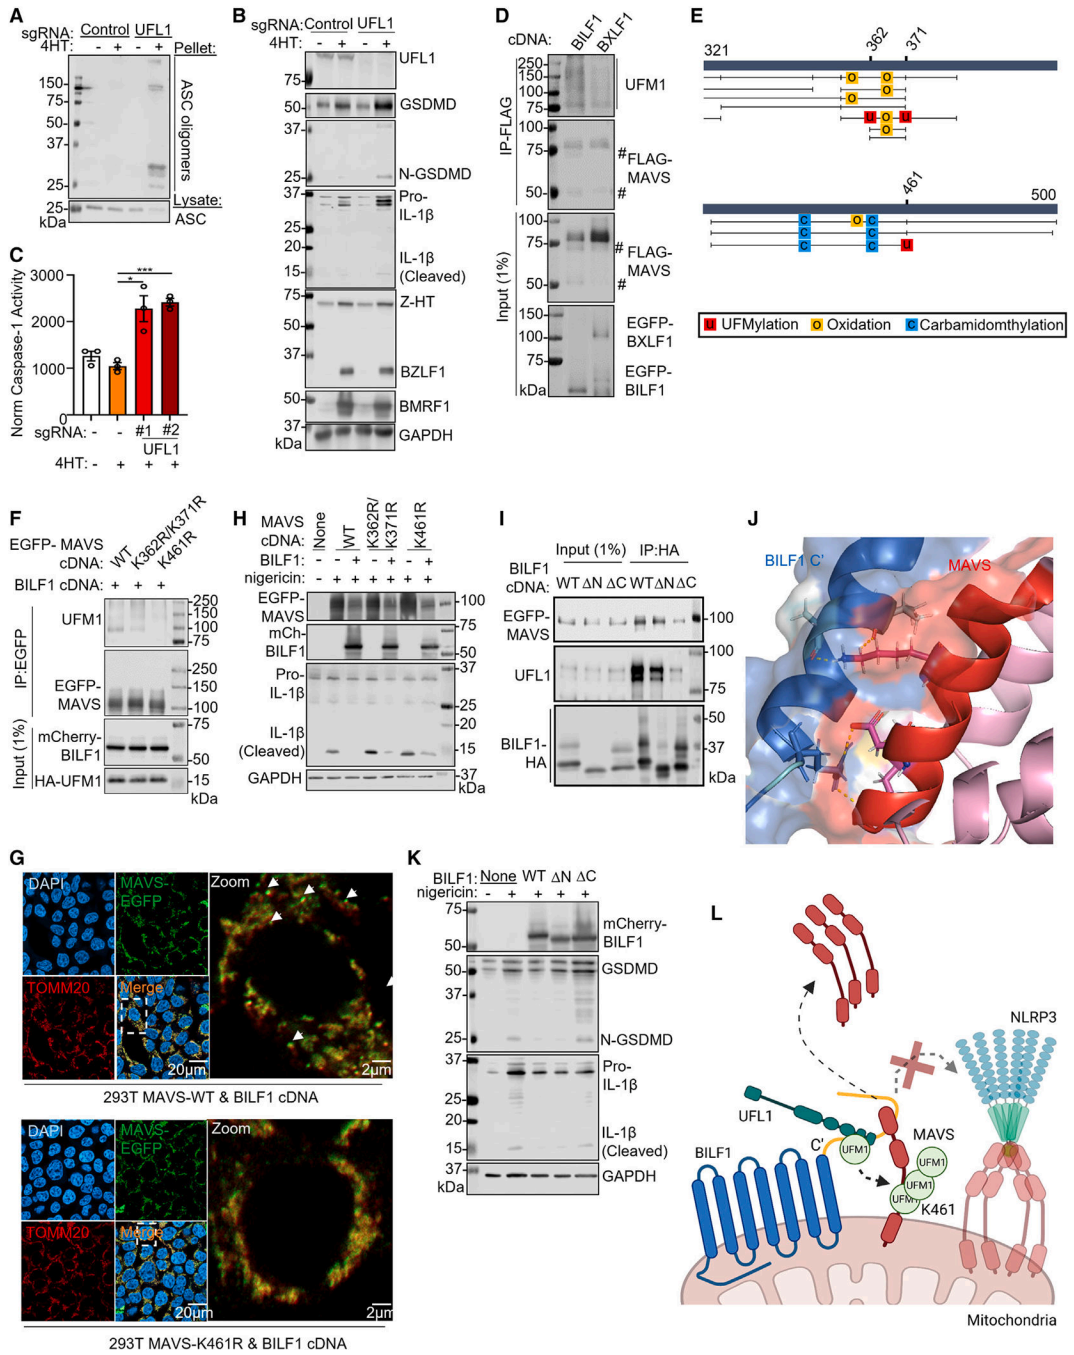 A
sgRNA: Control UFL1
4HT: - + - + Pellet:
150
75
50
37
25
ASC oligomers
Lysate:
25
ASC
kDa
B
sgRNA: Control UFL1
4HT: - + - +
UFL1
75
50
GSDMD
37
N-GSDMD
25
37
Pro-
IL-1β
25
20
IL-1β
15
(Cleaved)
75
Z-HT
50
37
BZLF1
50
BMRF1
37
kDa
GAPDH
C
Norm Caspase-1 Activity
3000
2000
1000
0
* ***
sgRNA: - - #1 #2
UFL1
4HT: - + + +
D
cDNA: BILF1 BXLF1
IP-FLAG
250
150
100
75
UFM1
75
50
#
FLAG-
MAVS
#
Input (1%)
100
75
50
#
FLAG-
MAVS
#
150
100
75
kDa
EGFP-
BXLF1
EGFP-
BILF1
E
321 362 371
O O
O
O
U O U
O
461 500
C O C
C C
C C U
U UFMylation O Oxidation C Carbamidomthylation
F
EGFP- MAVS
cDNA: WT K362R/K371R K461R
BILF1 cDNA: + + +
IP:EGFP
UFM1
250
150
100
75
EGFP-
MAVS
250
150
100
Input (1%)
mCherry-
BILF1
75
50
HA-UFM1
15
kDa
H
MAVS
cDNA: None WT K362R/ K371R K461R
BILF1: - - + - + - +
nigericin: - + + + + + +
EGFP-
MAVS
100
mCh-
BILF1
75
50
Pro-
IL-1β
37
25
20
IL-1β
(Cleaved)
15
GAPDH
37
kDa
I
Input (1%) IP:HA
BILF1
cDNA: WT ΔN ΔC WT ΔN ΔC
EGFP-
MAVS
100
UFL1
100
75
BILF1-
HA
50
37
kDa
J
BILF1 C' MAVS
G
DAPI MAVS-
EGFP
Zoom
TOMM20 Merge
20μm 2μm
293T MAVS-WT & BILF1 cDNA
DAPI MAVS-
EGFP
Zoom
TOMM20 Merge
20μm 2μm
293T MAVS-K461R & BILF1 cDNA
K
BILF1: None WT ΔN ΔC
nigericin: - + + + +
75
50
mCherry-
BILF1
50
GSDMD
37
25
N-GSDMD
37
Pro-
IL-1β
25
20
IL-1β
15
(Cleaved)
37
kDa
GAPDH
L
NLRP3
UFL1
BILF1
C'
UFM1
MAVS
UFM1
UFM1
UFM1
K461
Mitochondria